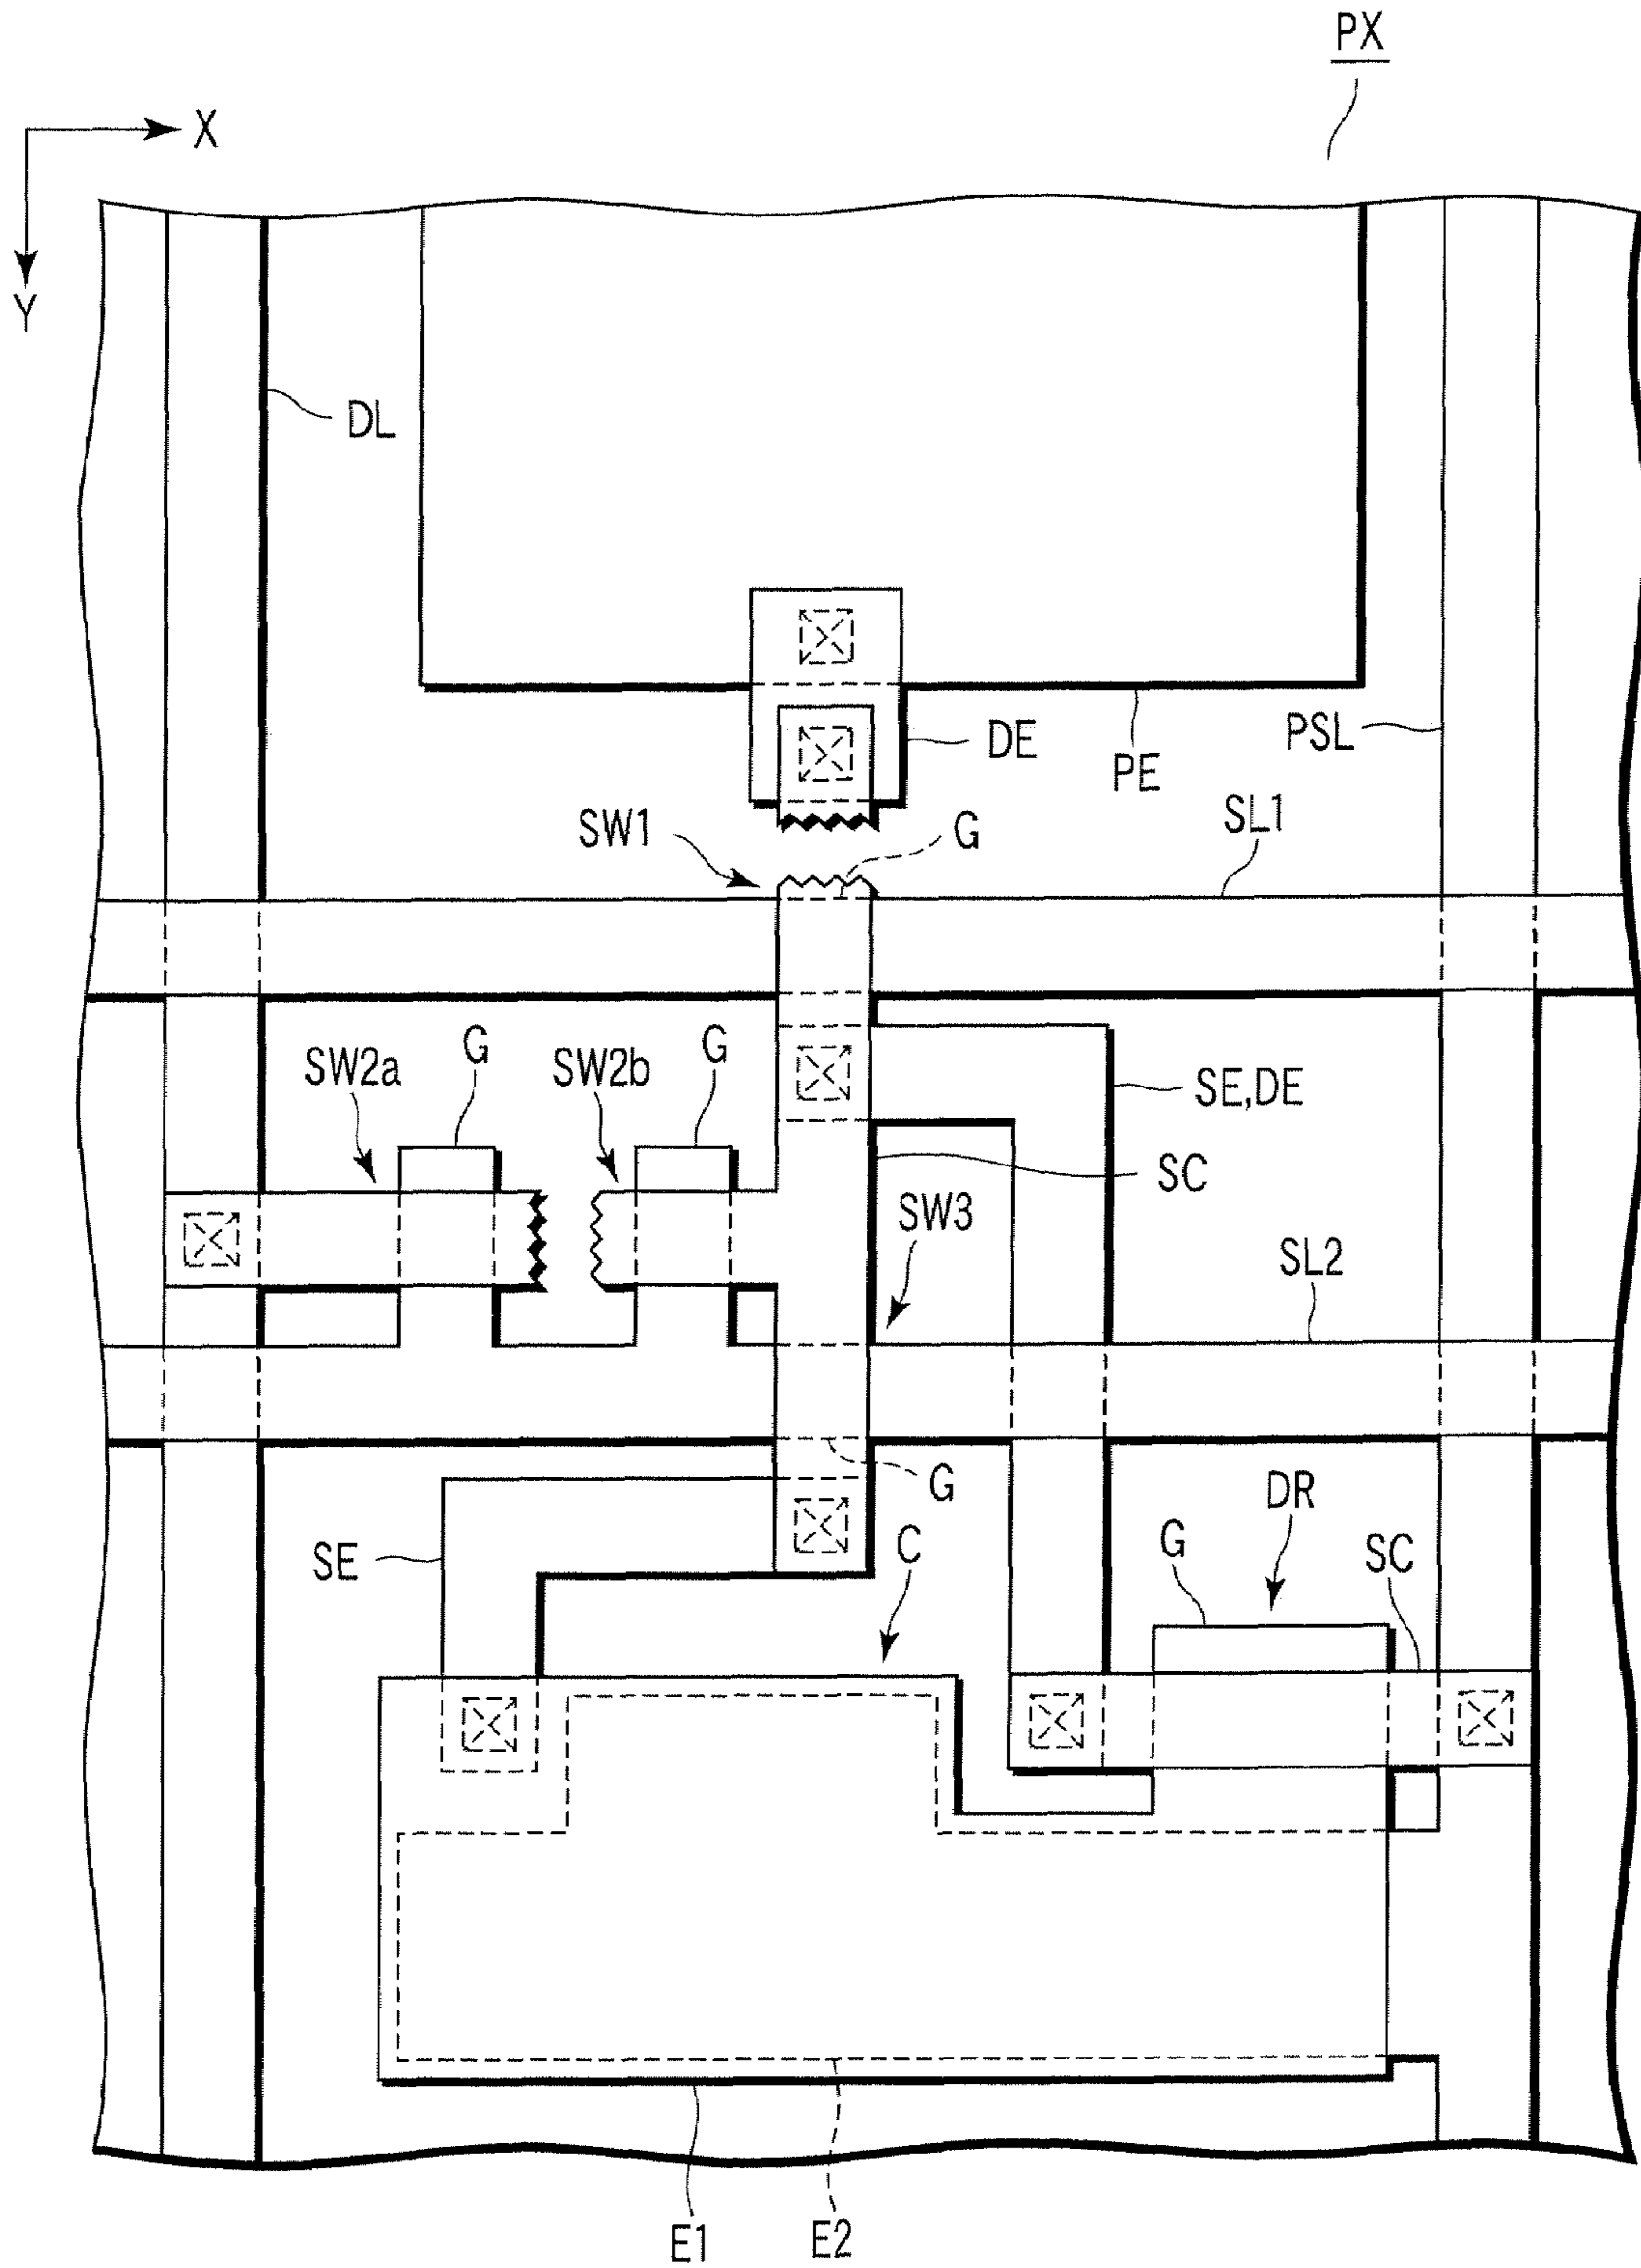 PX
X
Y
DL
DE
PE
PSL
SW1
G
SL1
SW2a
G
SW2b
G
SE,DE
SC
SW3
SL2
G
DR
SE
C
G
SC
E1
E2